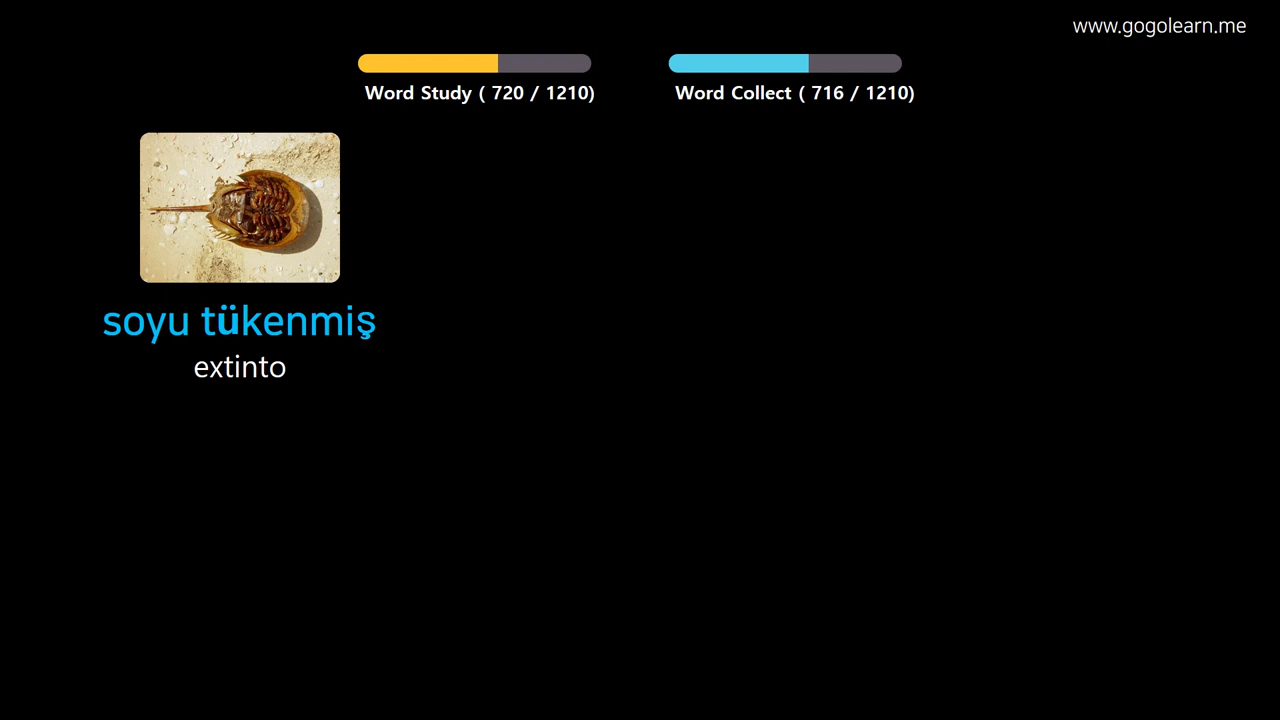 www.gogolearn.me
Word Study ( 720 / 1210)
Word Collect ( 716 / 1210)
soyu tükenmiş
extinto